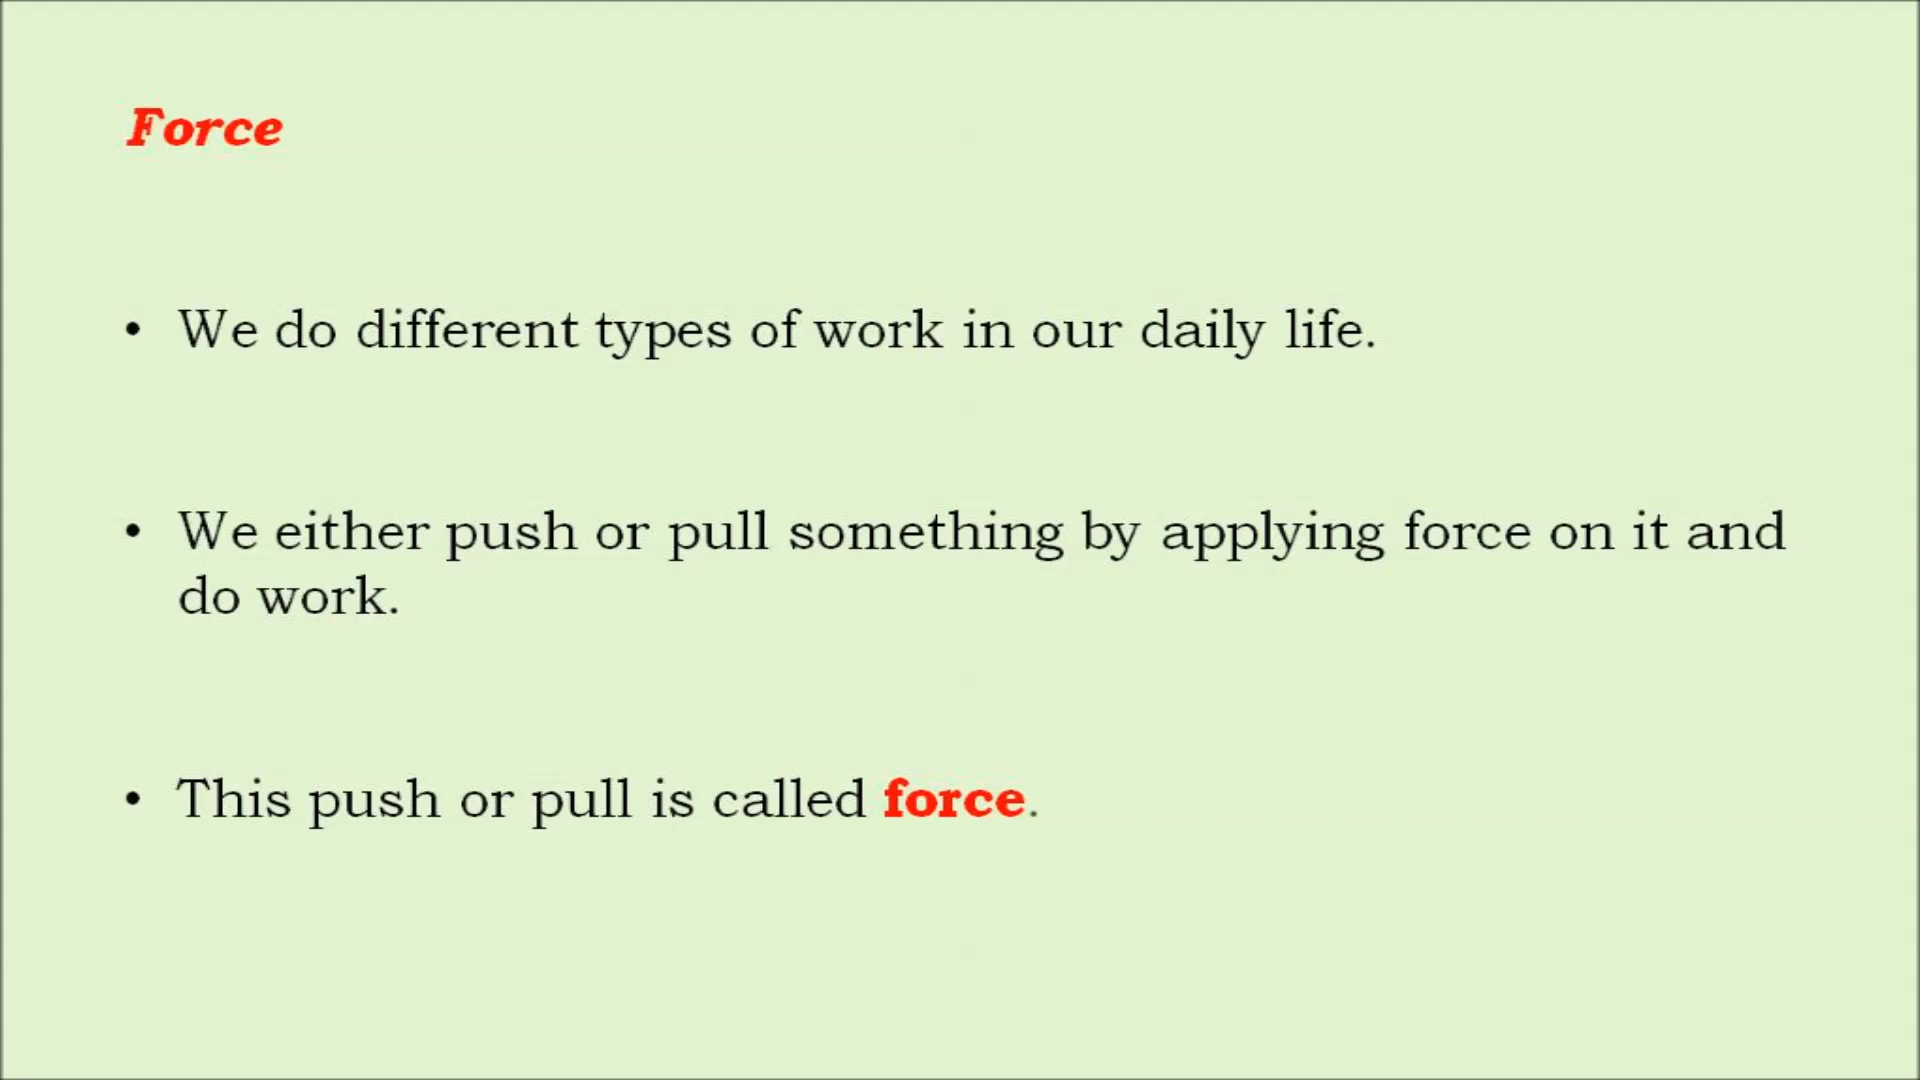 Force
• We do different types of work in our daily life.
• We either push or pull something by applying force on it and
do work.
• This push or pull is called force.